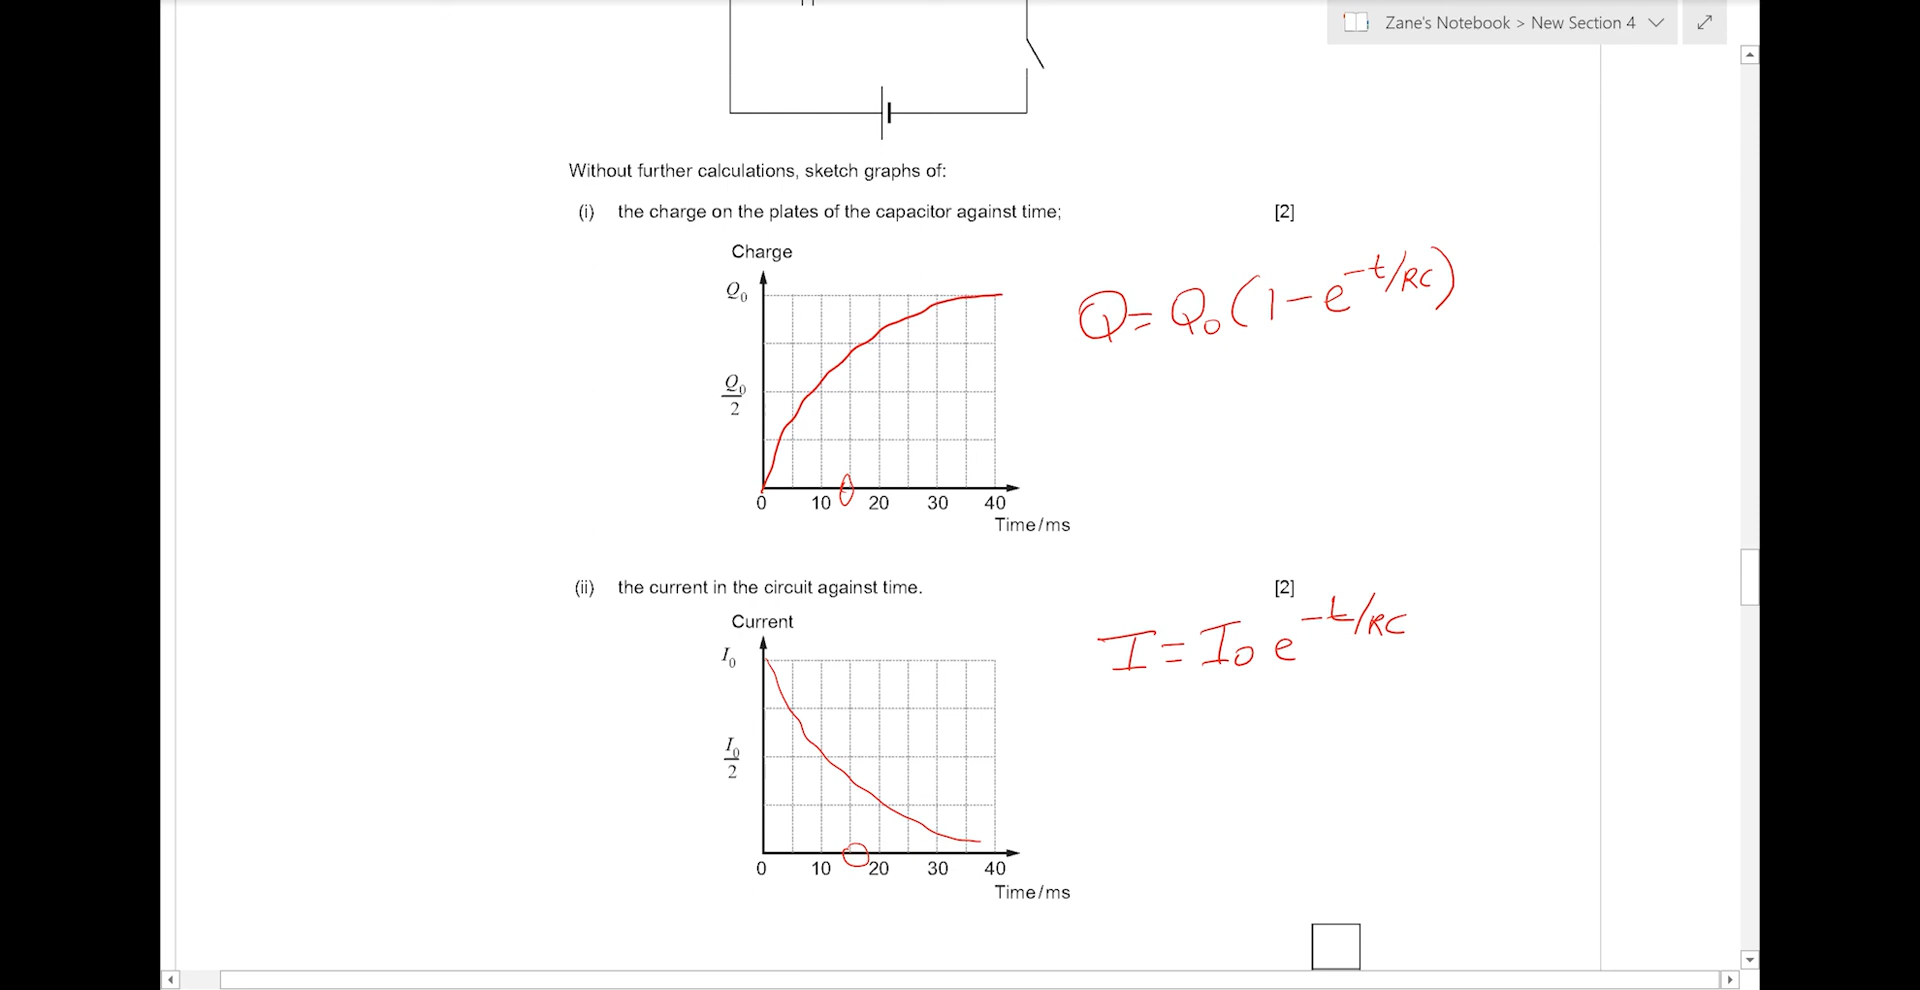 Zane's Notebook > New Section 4
Without further calculations, sketch graphs of:
(i) the charge on the plates of the capacitor against time; [2]
Charge
Q₀
Q₀/2
0 10 20 30 40
Time/ms
Q = Q₀(1-e^(-t/RC))
(ii) the current in the circuit against time. [2]
Current
I₀
I₀/2
0 10 20 30 40
Time/ms
I = I₀ e^(-t/RC)